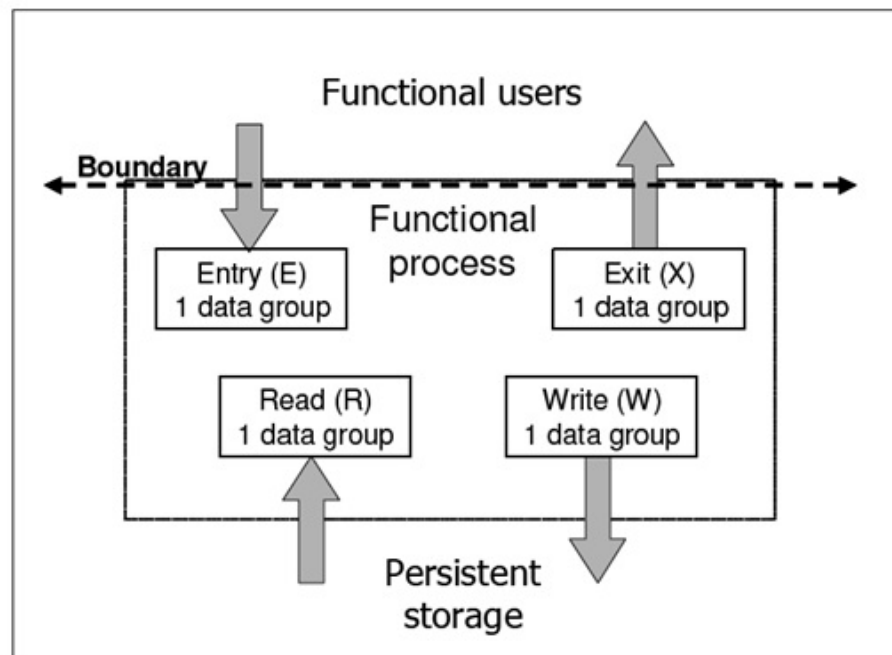 Functional users
Boundary
Functional
process
Entry (E)
1 data group
Exit (X)
1 data group
Read (R)
1 data group
Write (W)
1 data group
Persistent
storage